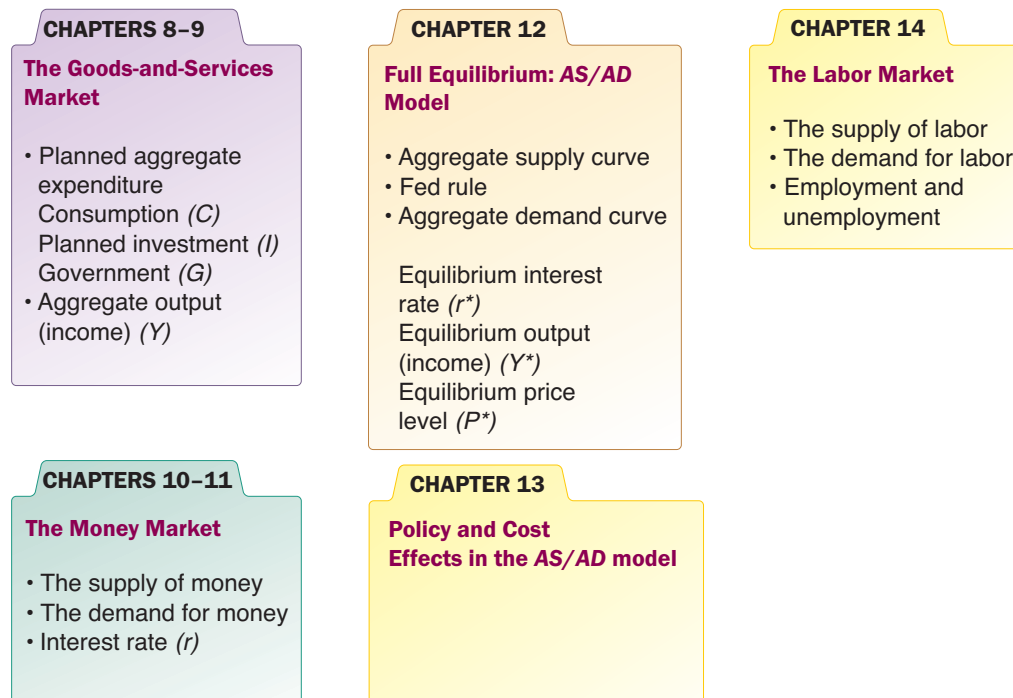 CHAPTERS 8–9
The Goods-and-Services
Market
• Planned aggregate
expenditure
Consumption (C)
Planned investment (I)
Government (G)
• Aggregate output
(income) (Y)
CHAPTERS 10–11
The Money Market
• The supply of money
• The demand for money
• Interest rate (r)
CHAPTER 12
Full Equilibrium: AS/AD
Model
• Aggregate supply curve
• Fed rule
• Aggregate demand curve
Equilibrium interest
rate (r*)
Equilibrium output
(income) (Y*)
Equilibrium price
level (P*)
CHAPTER 13
Policy and Cost
Effects in the AS/AD model
CHAPTER 14
The Labor Market
• The supply of labor
• The demand for labor
• Employment and
unemployment